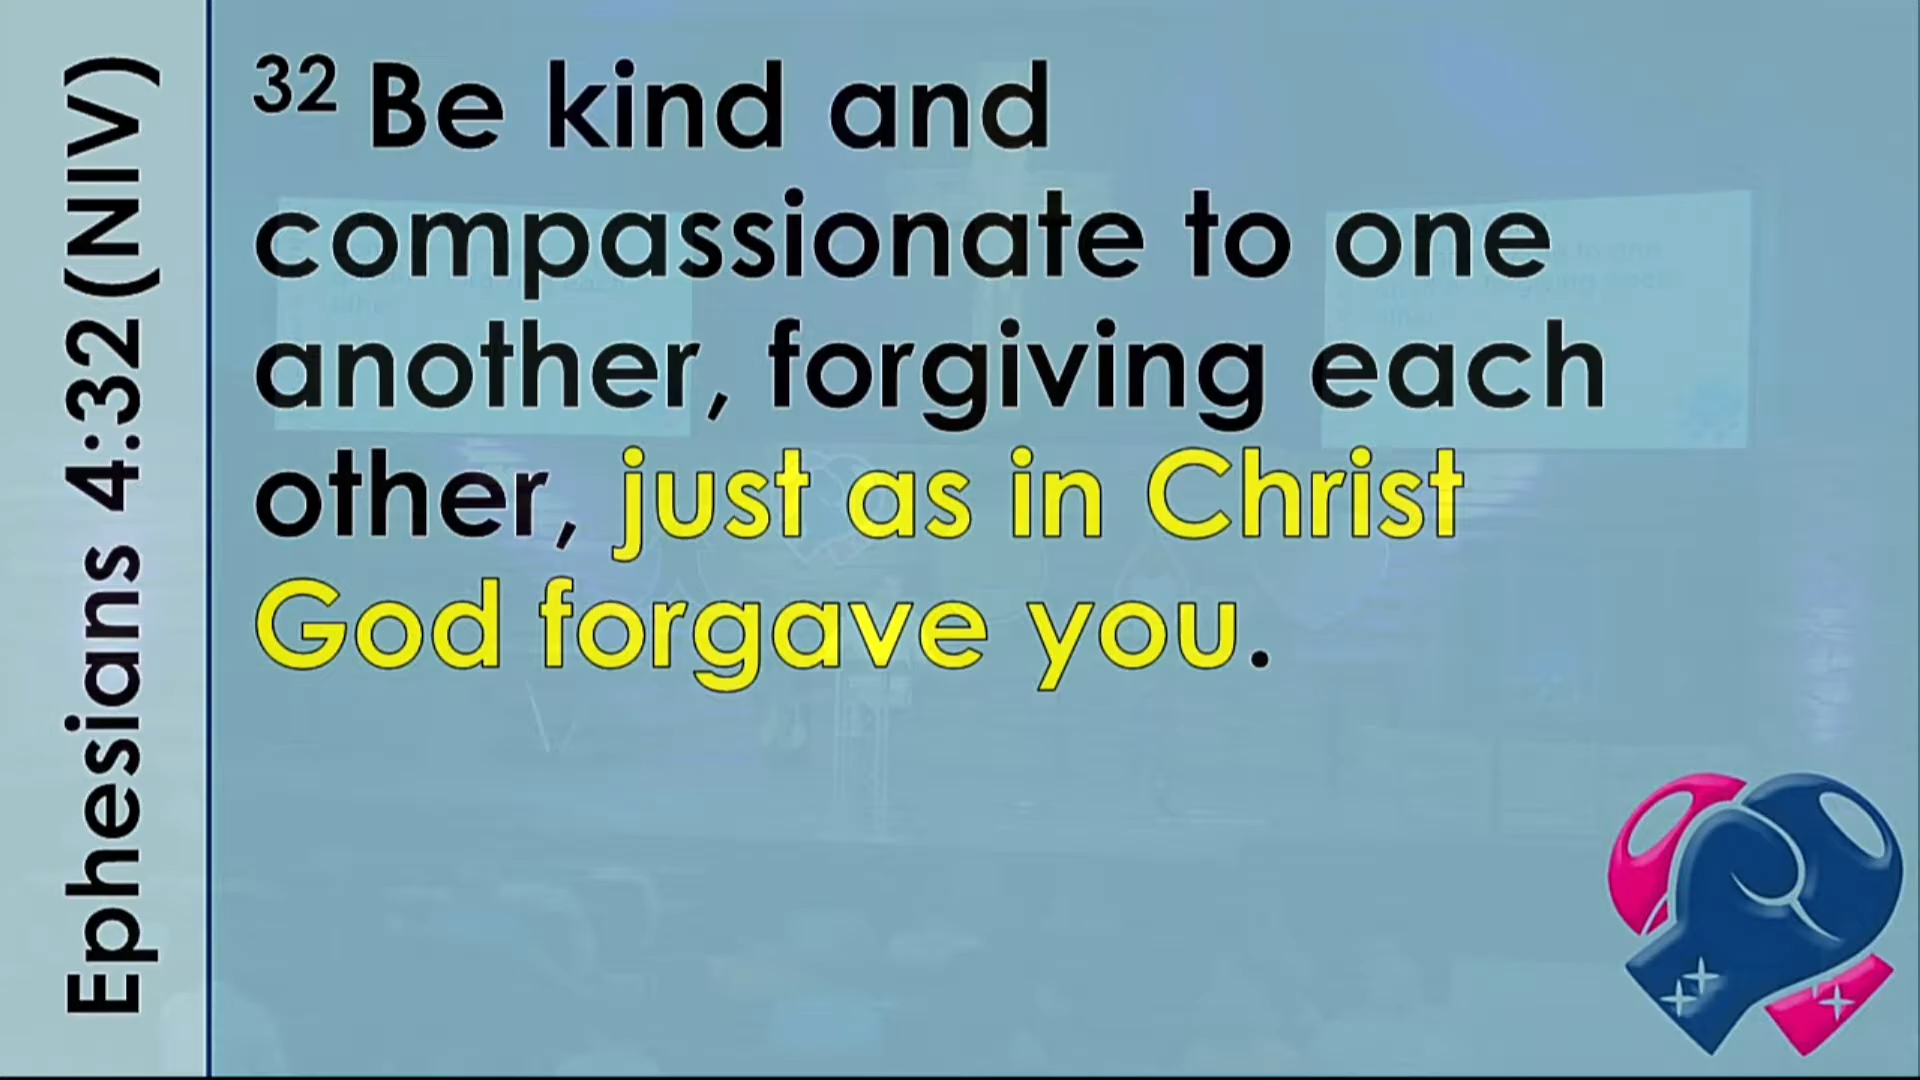 Ephesians 4:32 (NIV)
32 Be kind and
compassionate to one
another, forgiving each
other, just as in Christ
God forgave you.